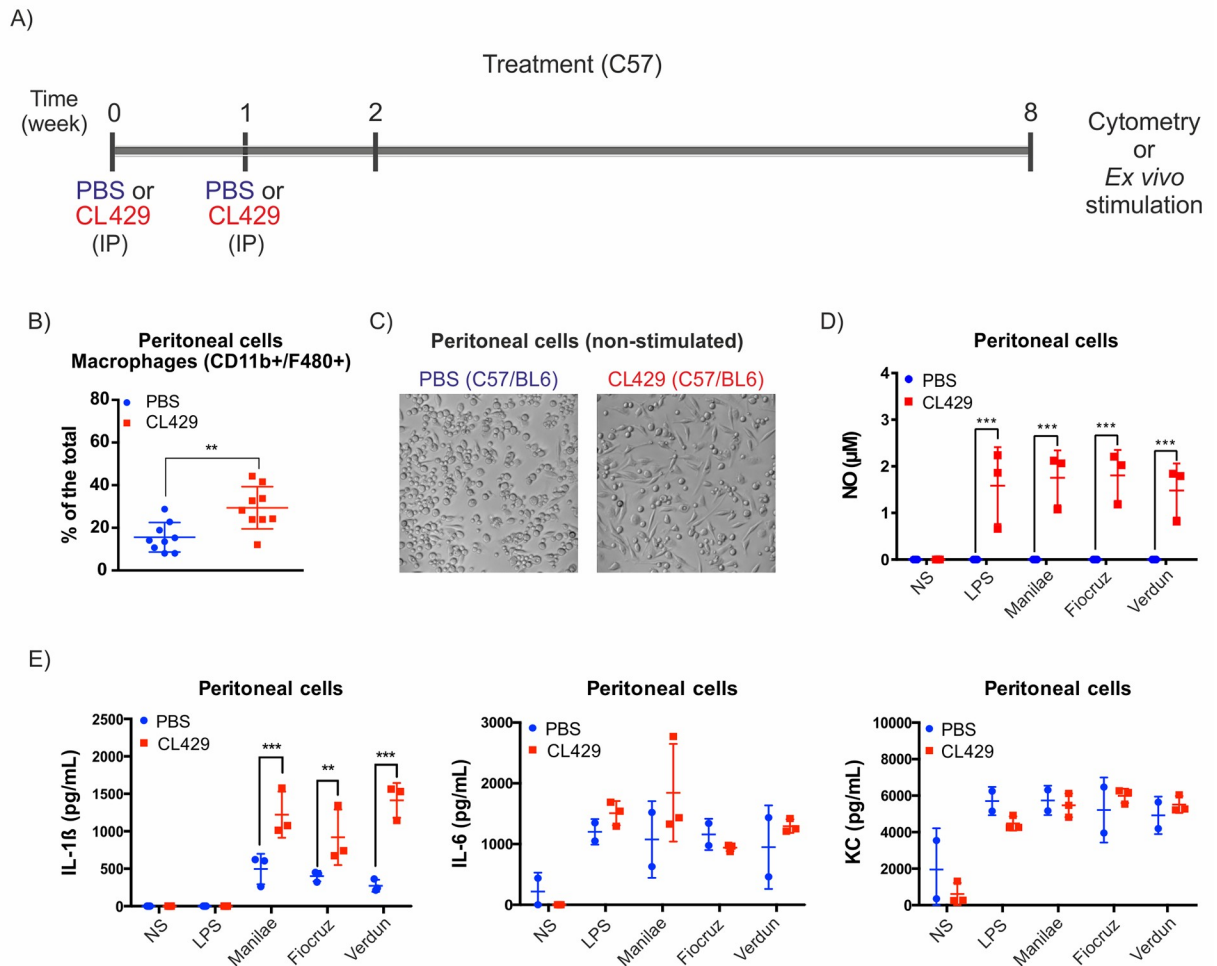 A)
Treatment (C57)
Time
(week)
0
1
2
8
PBS or
CL429
(IP)
PBS or
CL429
(IP)
Cytometry
or
Ex vivo
stimulation
B)
Peritoneal cells
Macrophages (CD11b+/F480+)
% of the total
80
60
40
20
0
PBS
CL429
**
C)
Peritoneal cells (non-stimulated)
PBS (C57/BL6)
CL429 (C57/BL6)
D)
Peritoneal cells
NO (µM)
4
3
2
1
0
PBS
CL429
***
***
***
***
NS
LPS
Manilae
Fiocruz
Verdun
E)
Peritoneal cells
IL-1ß (pg/mL)
2500
2000
1500
1000
500
0
PBS
CL429
***
**
***
NS
LPS
Manilae
Fiocruz
Verdun
Peritoneal cells
IL-6 (pg/mL)
3000
2000
1000
0
PBS
CL429
NS
LPS
Manilae
Fiocruz
Verdun
Peritoneal cells
KC (pg/mL)
10000
8000
6000
4000
2000
0
PBS
CL429
NS
LPS
Manilae
Fiocruz
Verdun